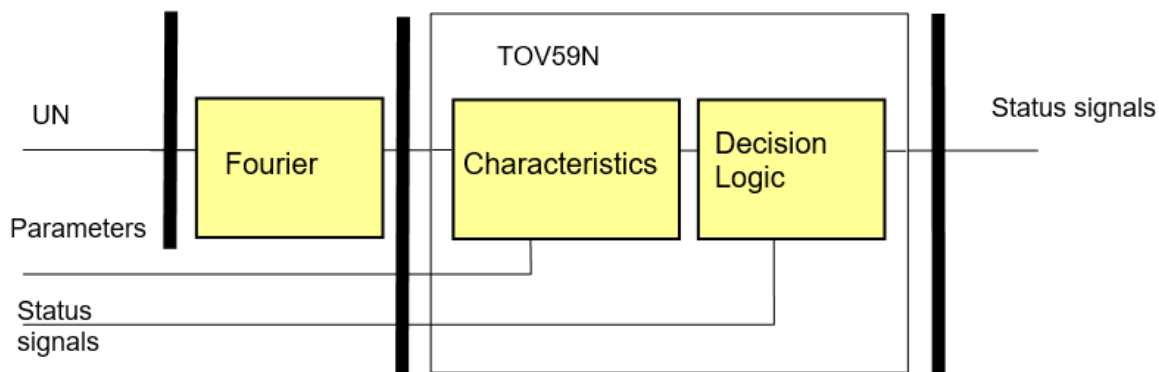 TOV59N
UN
Status signals
Fourier
Characteristics
Decision
Logic
Parameters
Status
signals